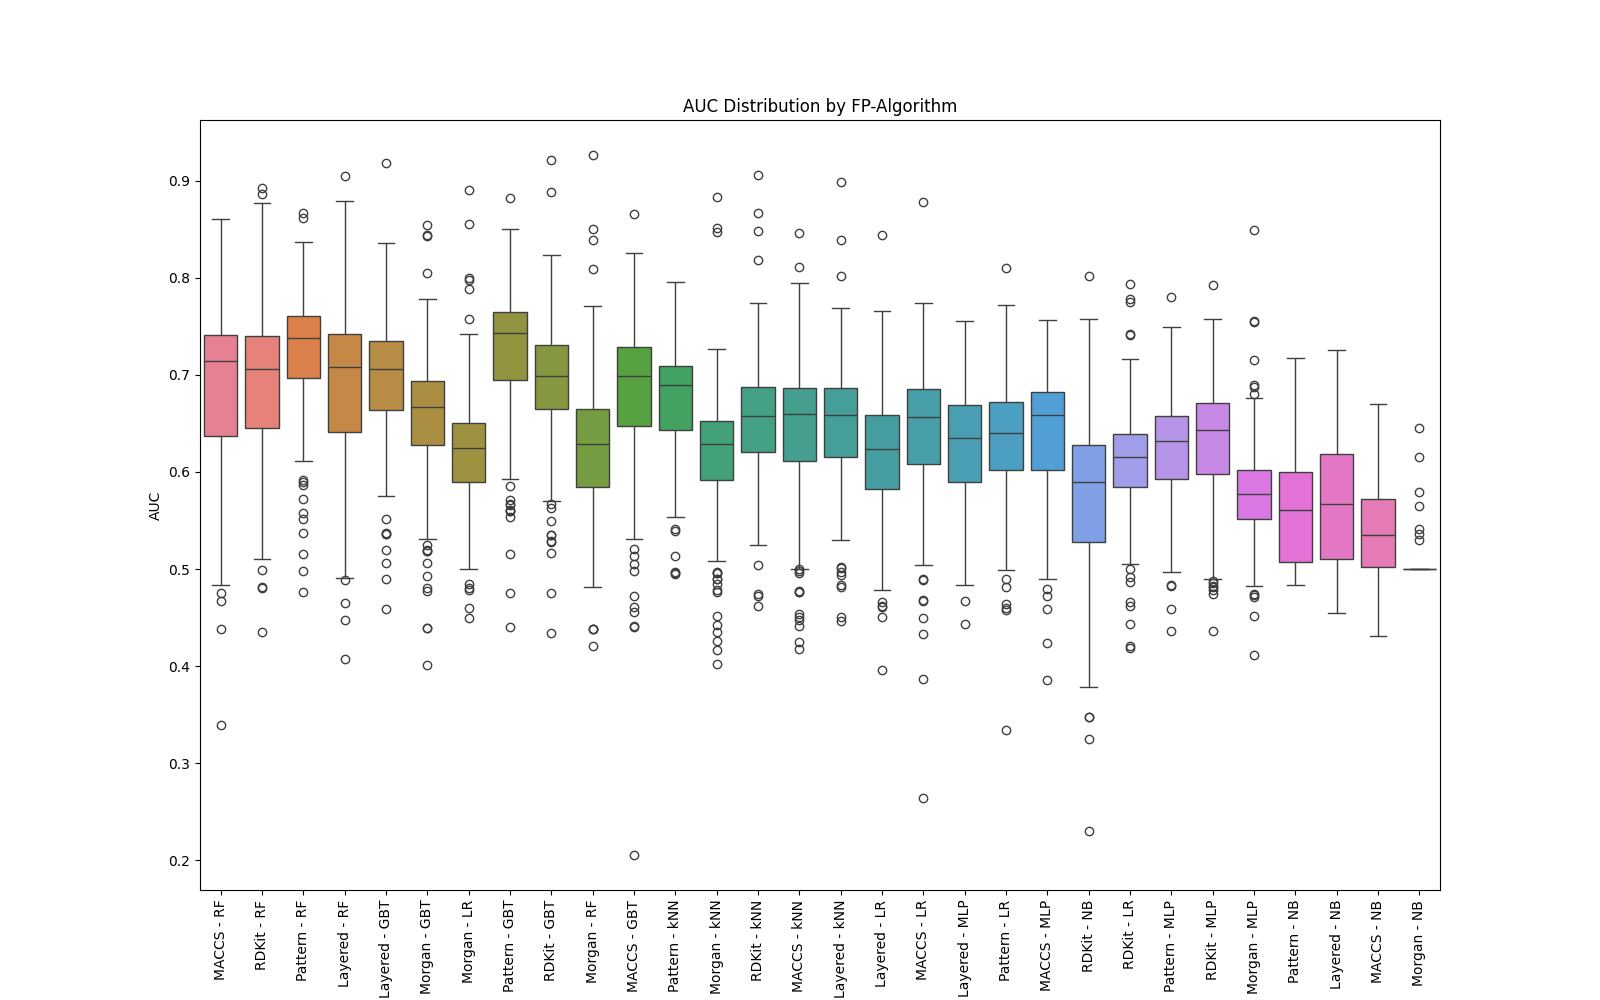 AUC Distribution by FP-Algorithm
AUC
0.9
0.8
0.7
0.6
0.5
0.4
0.3
0.2
MACCS - RF
RDKit - RF
Pattern - RF
Layered - RF
Layered - GBT
Morgan - GBT
Morgan - LR
Pattern - GBT
RDKit - GBT
Morgan - RF
MACCS - GBT
Pattern - kNN
Morgan - kNN
RDKit - kNN
MACCS - kNN
Layered - kNN
Layered - LR
MACCS - LR
Layered - MLP
Pattern - LR
MACCS - MLP
RDKit - NB
RDKit - LR
Pattern - MLP
RDKit - MLP
Morgan - MLP
Pattern - NB
Layered - NB
MACCS - NB
Morgan - NB